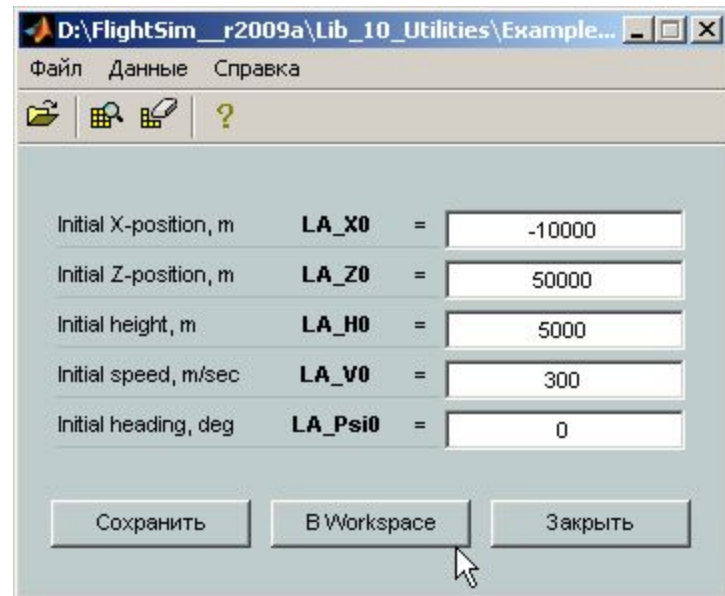 D:\FlightSim__r2009a\Lib_10_Utilities\Example...
Файл Данные Справка
?
Initial X-position, m LA_X0 = -10000
Initial Z-position, m LA_Z0 = 50000
Initial height, m LA_H0 = 5000
Initial speed, m/sec LA_V0 = 300
Initial heading, deg LA_Psi0 = 0
Сохранить В Workspace Закрыть